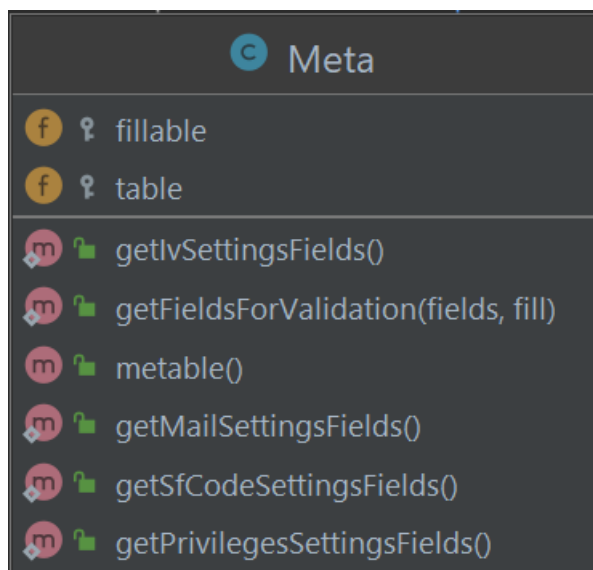 C Meta
f fillable
f table
m getIvSettingsFields()
m getFieldsForValidation(fields, fill)
m metable()
m getMailSettingsFields()
m getSfCodeSettingsFields()
m getPrivilegesSettingsFields()